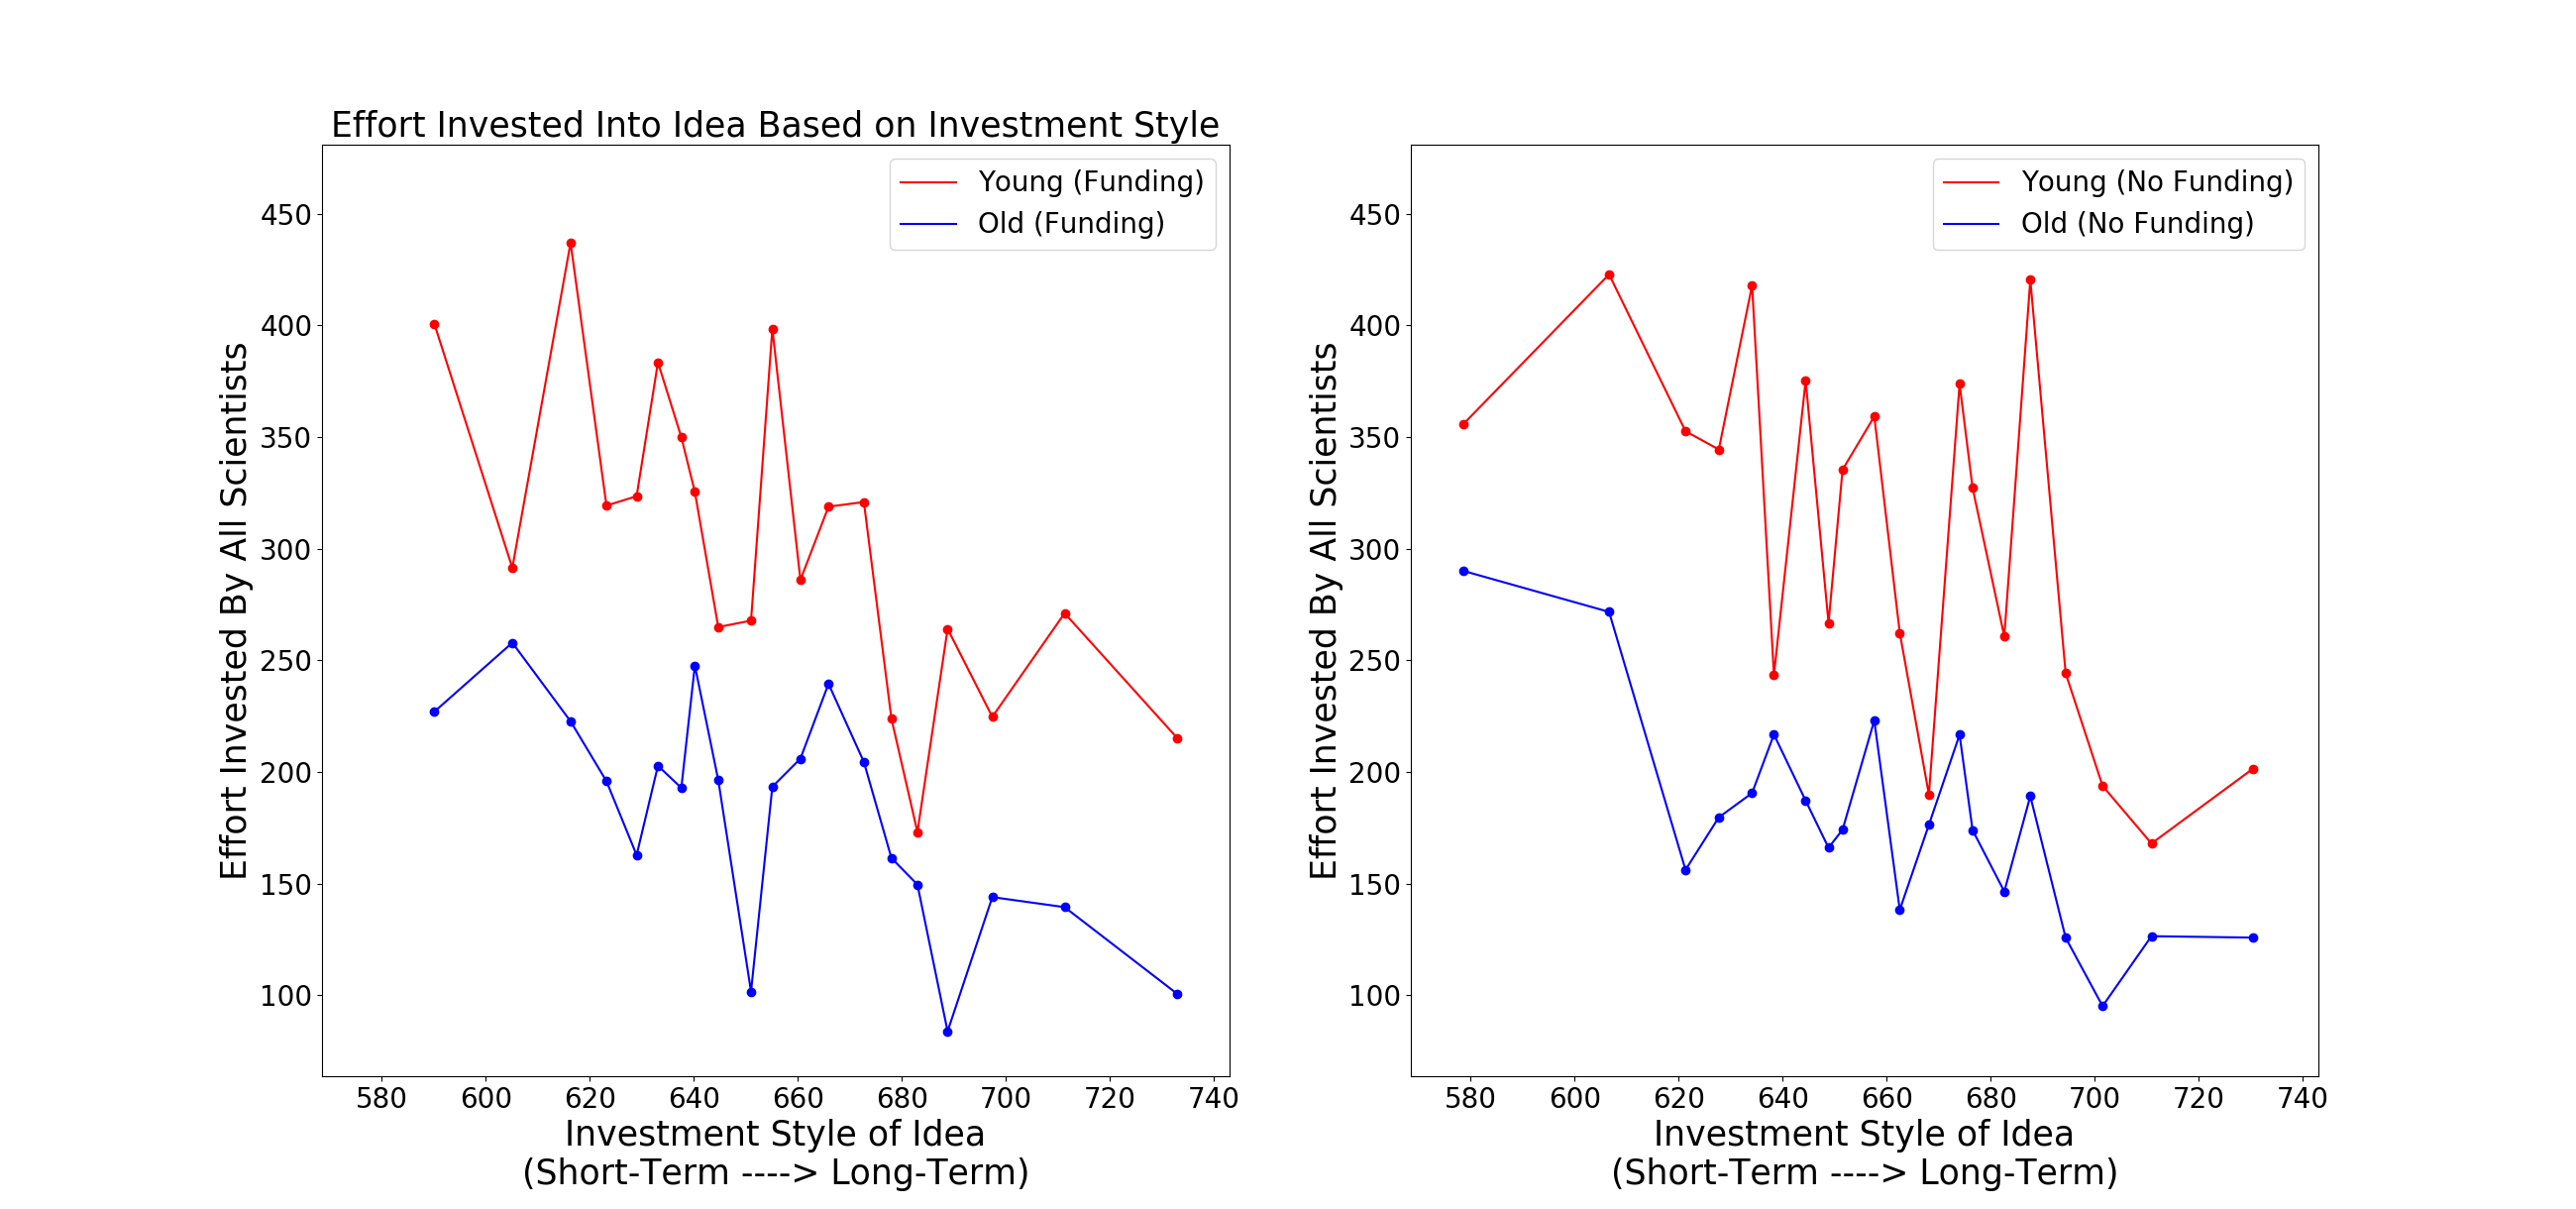 Effort Invested Into Idea Based on Investment Style
Young (Funding)
Old (Funding)
Effort Invested By All Scientists
450
400
350
300
250
200
150
100
580 600 620 640 660 680 700 720 740
Investment Style of Idea
(Short-Term ----> Long-Term)
Young (No Funding)
Old (No Funding)
Effort Invested By All Scientists
450
400
350
300
250
200
150
100
580 600 620 640 660 680 700 720 740
Investment Style of Idea
(Short-Term ----> Long-Term)